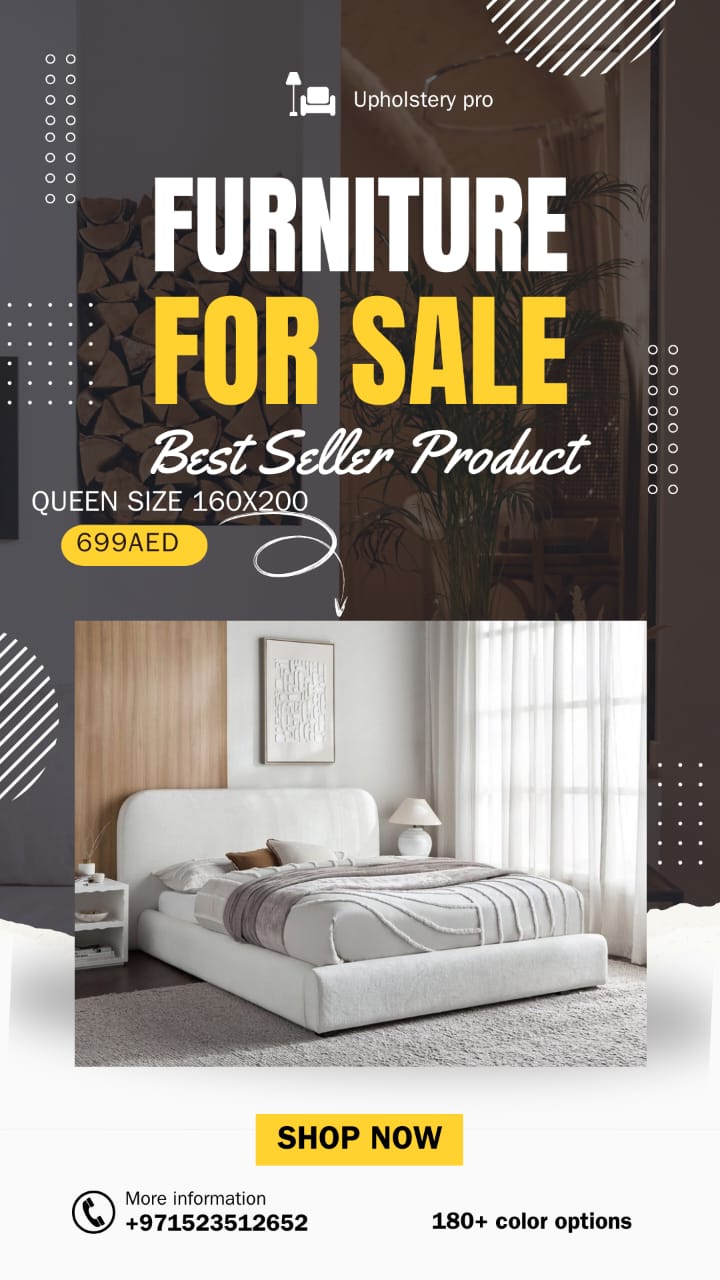 Upholstery pro
FURNITURE
FOR SALE
Best Seller Product
QUEEN SIZE 160X200
699AED
SHOP NOW
More information
+971523512652
180+ color options